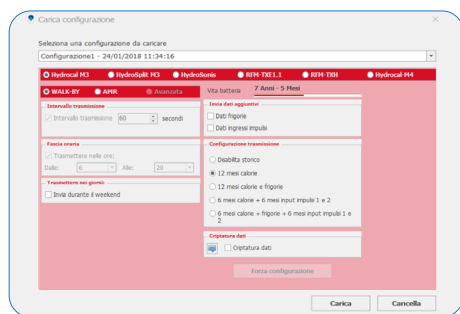 Carica configurazione
Seleziona una configurazione da caricare
Configurazione1 - 24/01/2018 11:34:16
Hydrocal M3 HydroSplit M3 HydroSonis RFM-TXE1.1 RFM-TXH Hydrocal-M4
WALK-BY AMR Avanzata Vita batteria 7 Anni - 5 Mesi
Intervallo trasmissione
Intervallo trasmissione 60 secondi
Fascia oraria
Trasmettere nelle ore:
Dalle: 6 Alle: 20
Trasmettere nei giorni:
Invia durante il weekend
Invia dati aggiuntivi
Dati frigorie
Dati ingressi impulsi
Configurazione trasmissione
Disabilita storico
12 mesi calorie
12 mesi calorie e frigorie
6 mesi calorie + 6 mesi input impulsi 1 e 2
6 mesi calorie + frigorie + 6 mesi input impulsi 1 e
2
Criptatura dati
Criptatura dati
Forza configurazione
Carica Cancella